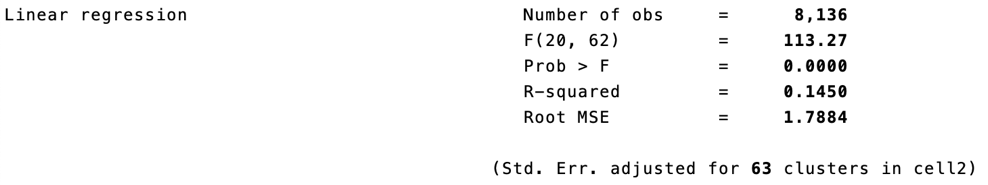 Linear regression Number of obs = 8,136
F(20, 62) = 113.27
Prob > F = 0.0000
R-squared = 0.1450
Root MSE = 1.7884
(Std. Err. adjusted for 63 clusters in cell2)